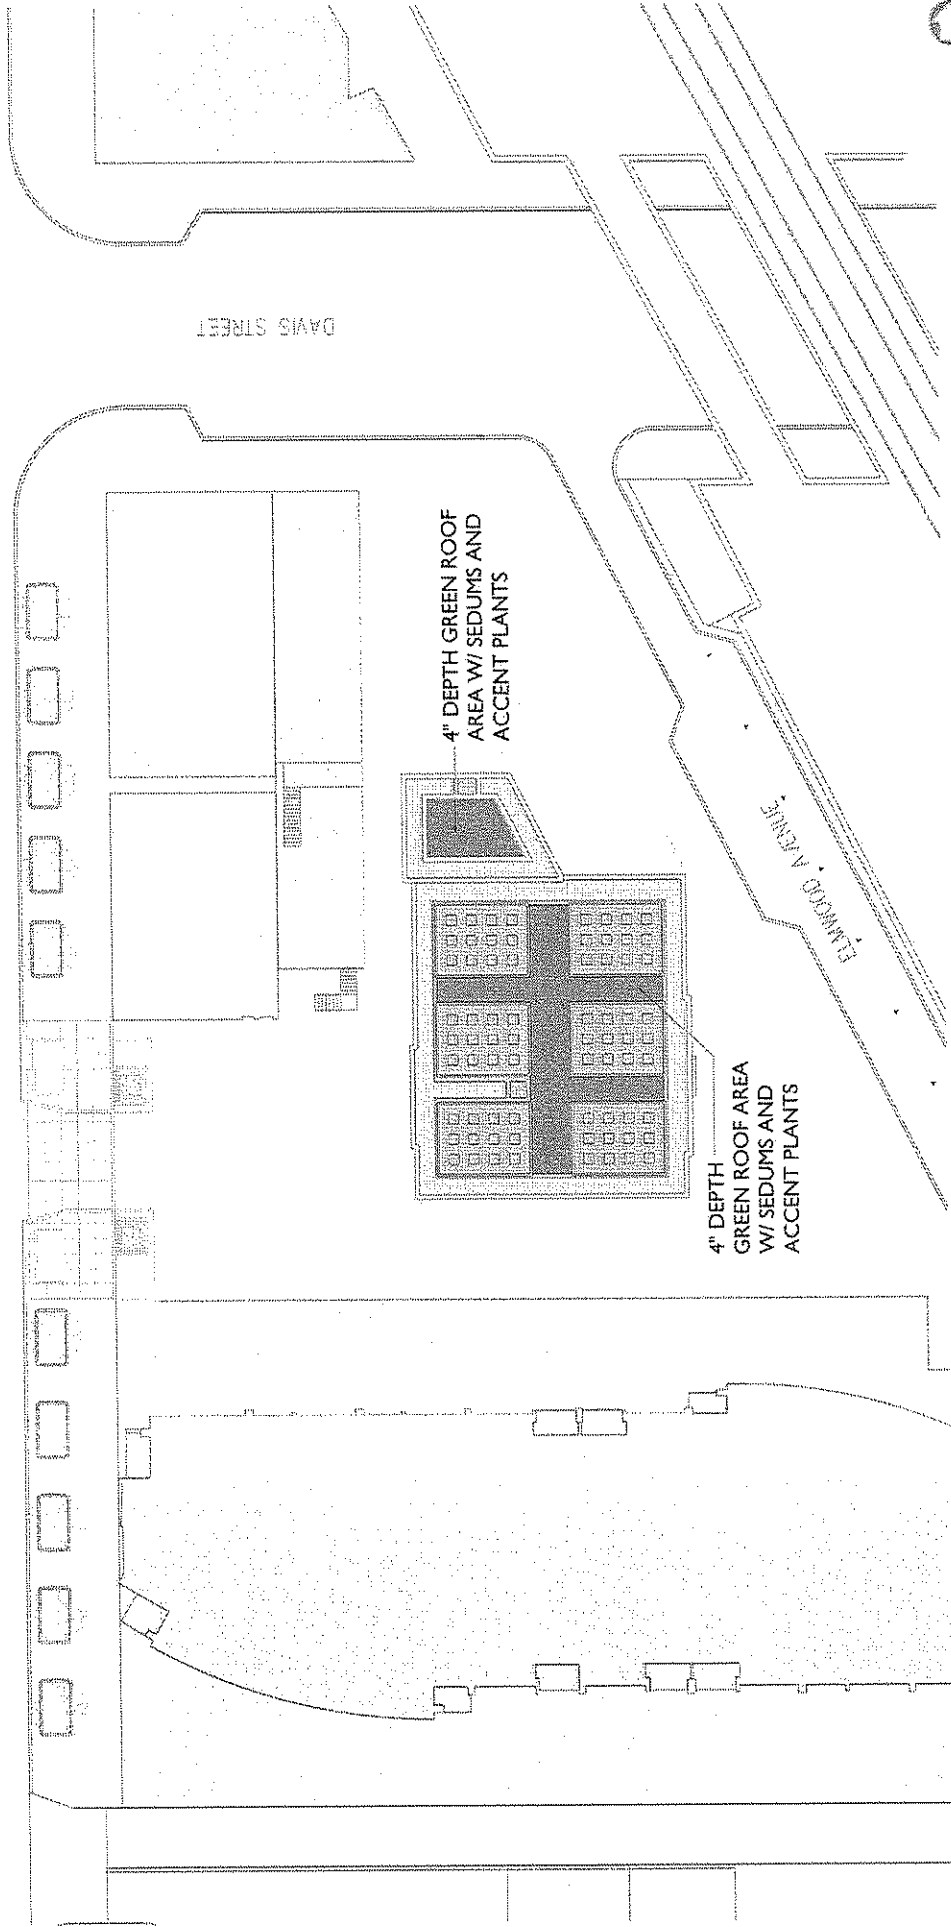 DAVIS STREET
4" DEPTH GREEN ROOF
AREA W/ SEDUMS AND
ACCENT PLANTS
ELMWOOD AVENUE
4" DEPTH
GREEN ROOF AREA
W/ SEDUMS AND
ACCENT PLANTS